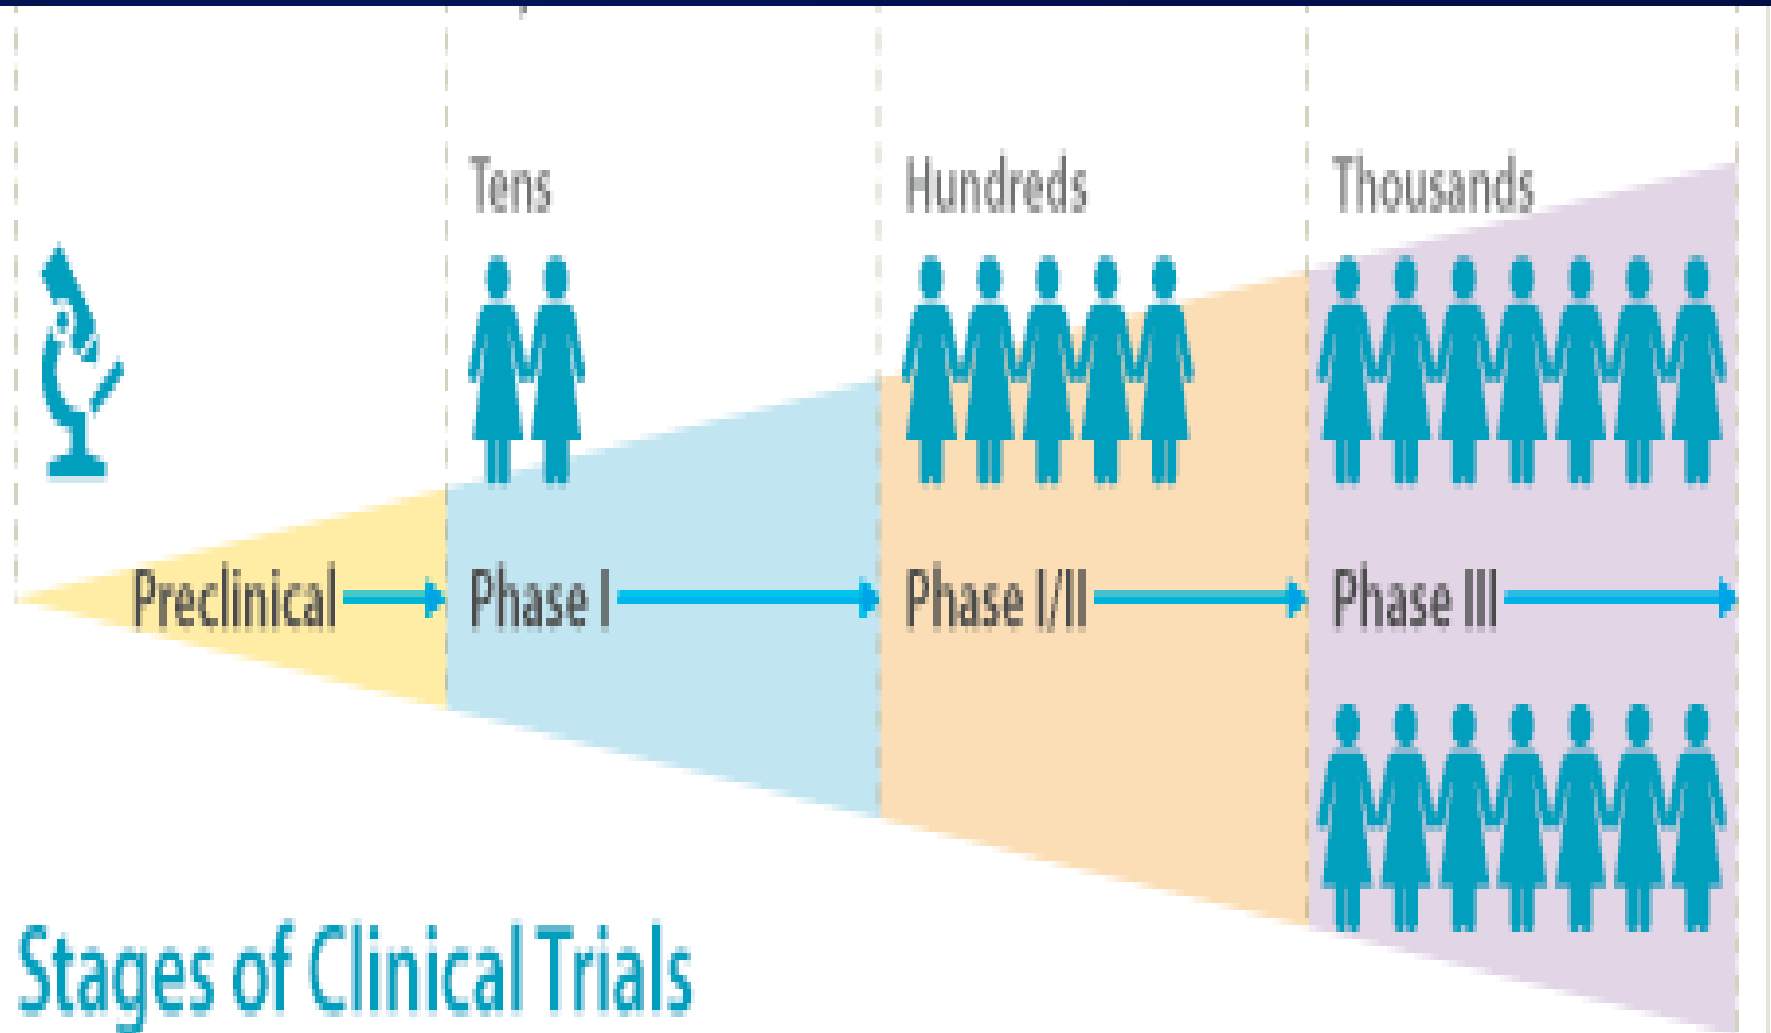 Tens
Hundreds
Thousands
Preclinical
Phase I
Phase I/II
Phase III
Stages of Clinical Trials